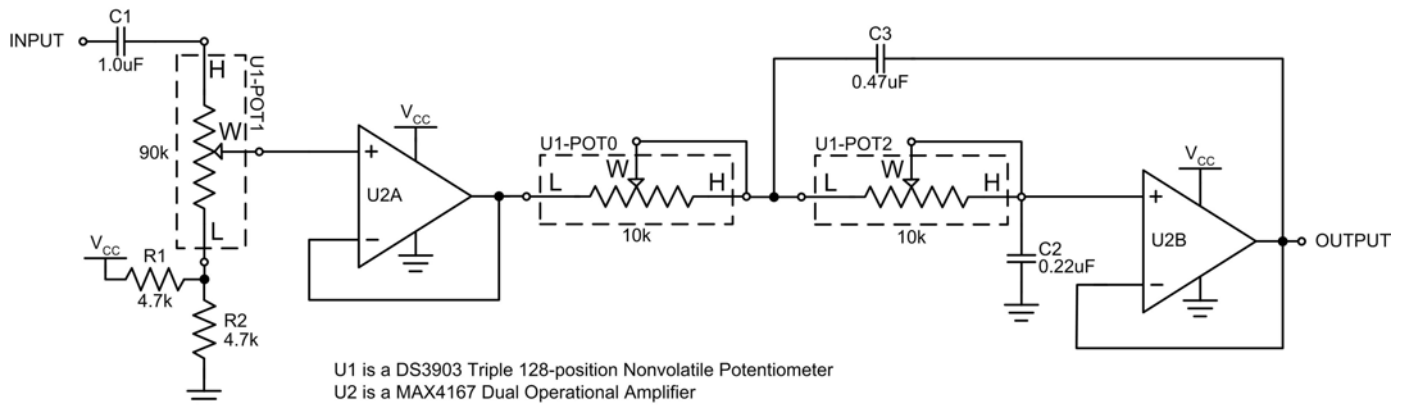 INPUT
C1
1.0uF
H
U1-POT1
W
90k
L
VCC
R1
4.7k
R2
4.7k
VCC
+
U2A
−
U1-POT0
W
L
H
10k
C3
0.47uF
U1-POT2
W
L
H
10k
C2
0.22uF
VCC
+
U2B
−
OUTPUT
U1 is a DS3903 Triple 128-position Nonvolatile Potentiometer
U2 is a MAX4167 Dual Operational Amplifier